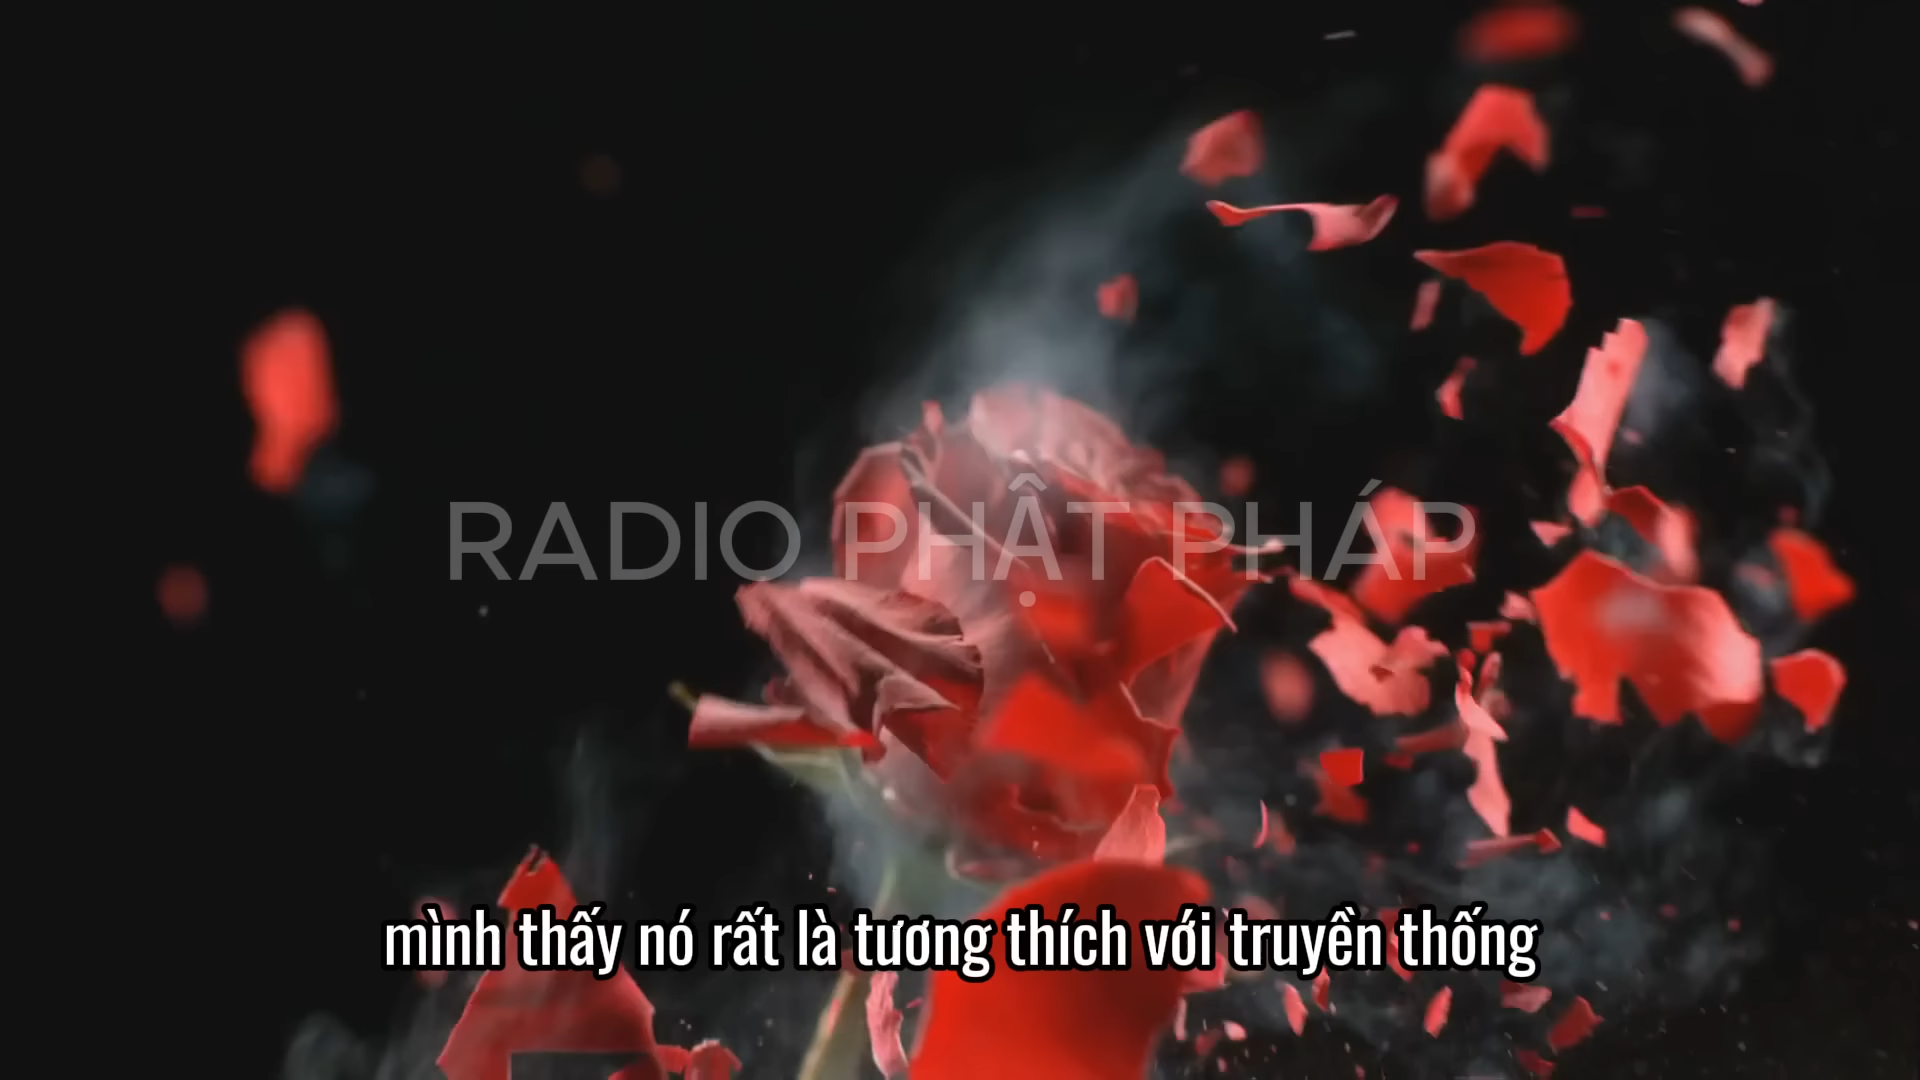 RADIO PHẬT PHÁP
mình thấy nó rất là tương thích với truyền thống